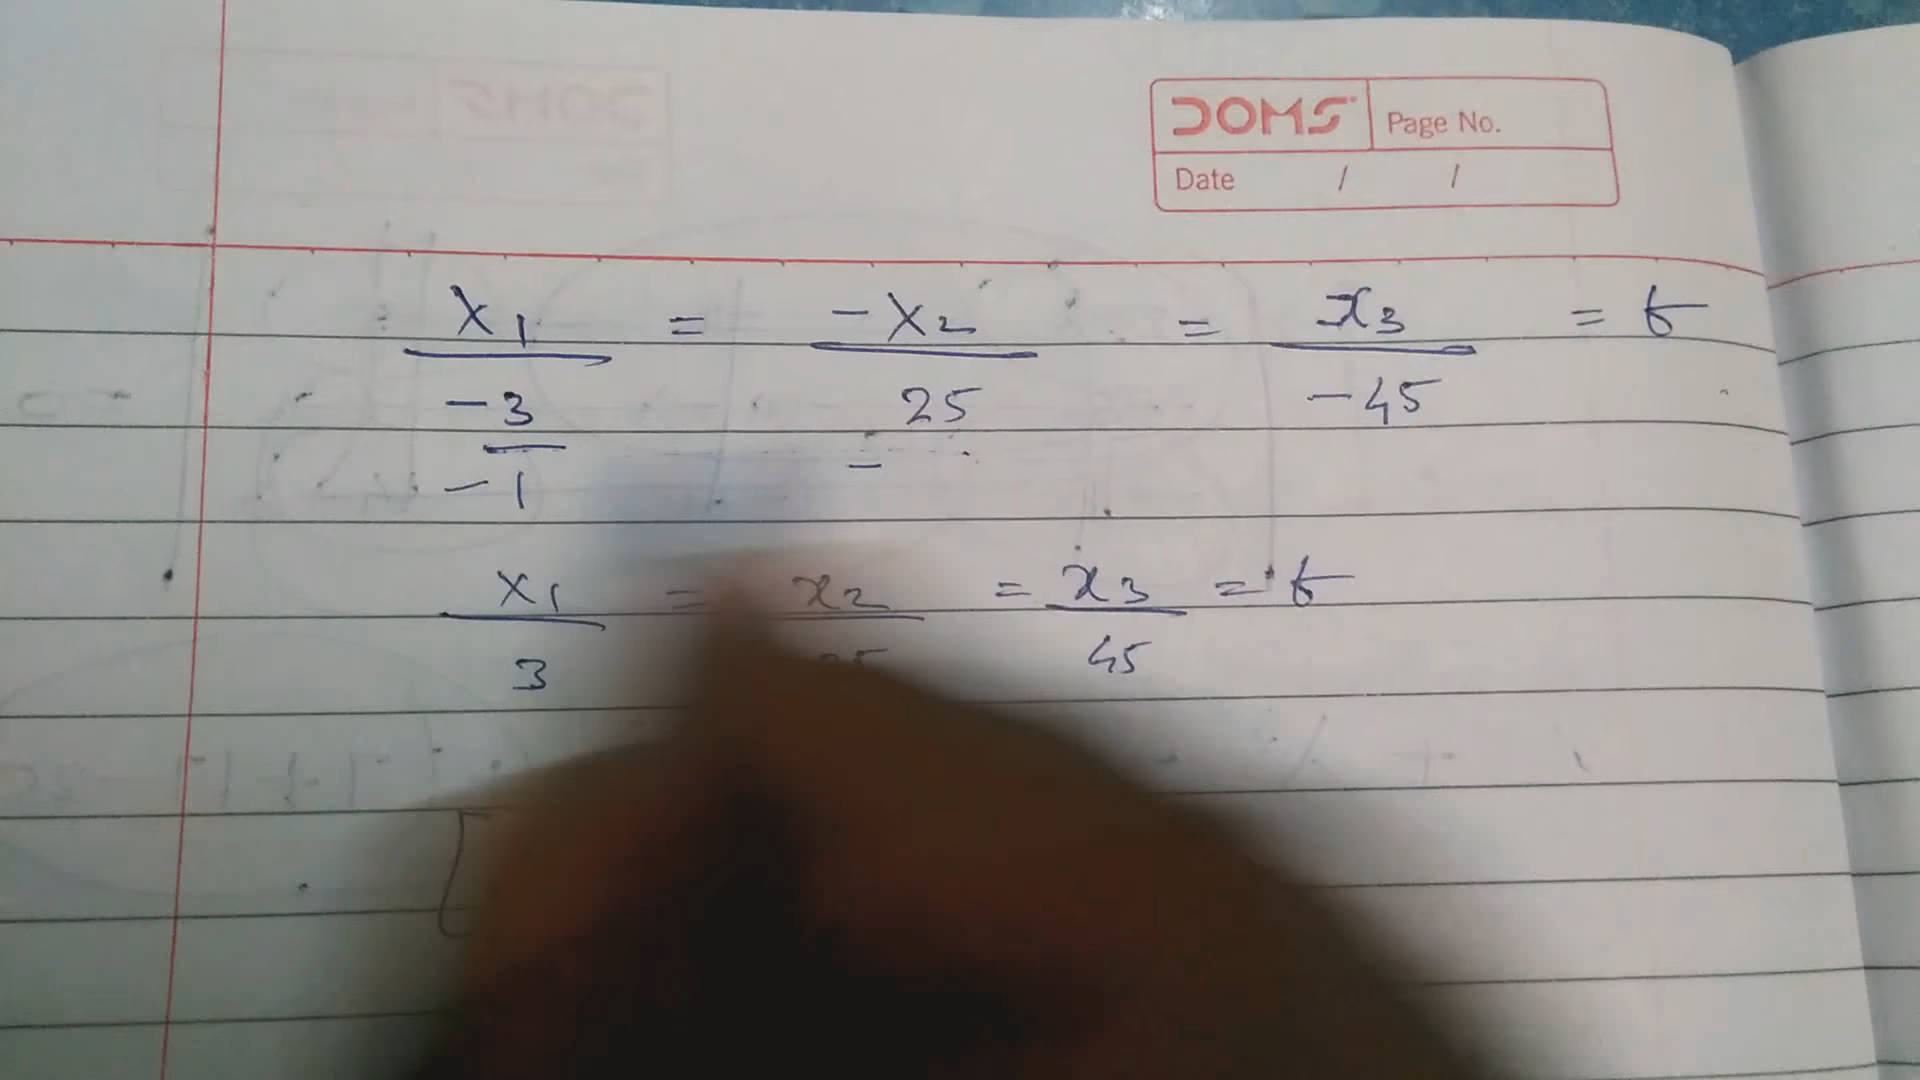 DOMS Page No.
Date / /
x1 = -x2 = x3 = t
-3 25 -45
-1 -
x1 = x2 = x3 = t
3 45